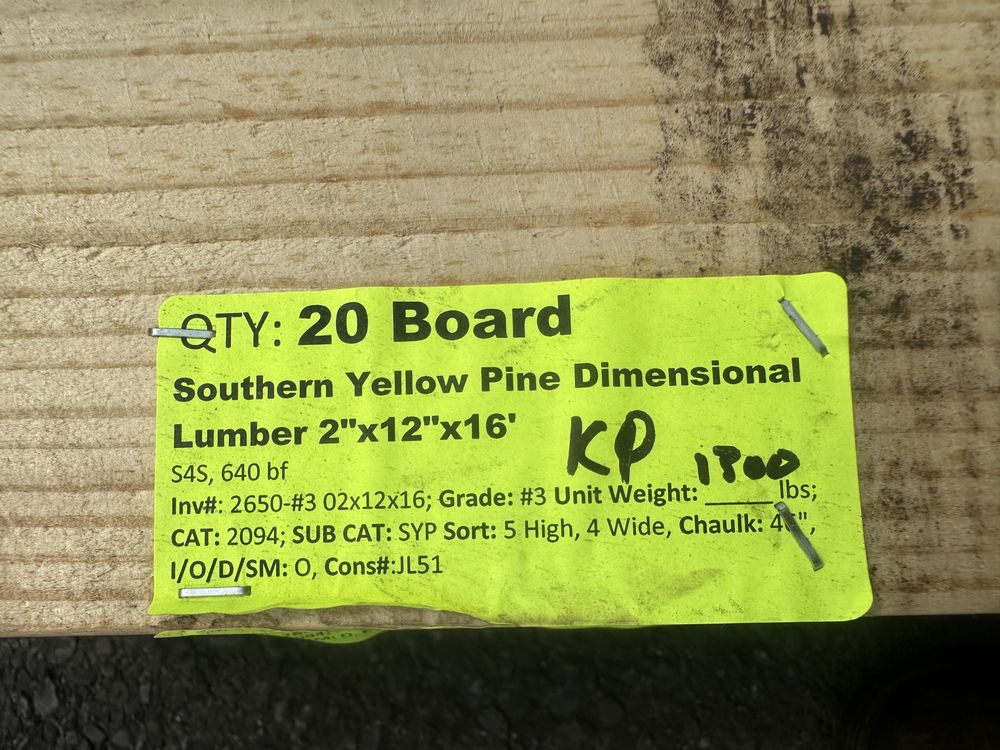 QTY: 20 Board
Southern Yellow Pine Dimensional
Lumber 2"x12"x16'
KP
S4S, 640 bf
Inv#: 2650-#3 02x12x16; Grade: #3 Unit Weight: lbs;
CAT: 2094; SUB CAT: SYP Sort: 5 High, 4 Wide, Chaulk:
I/O/D/SM: O, Cons#:JL51